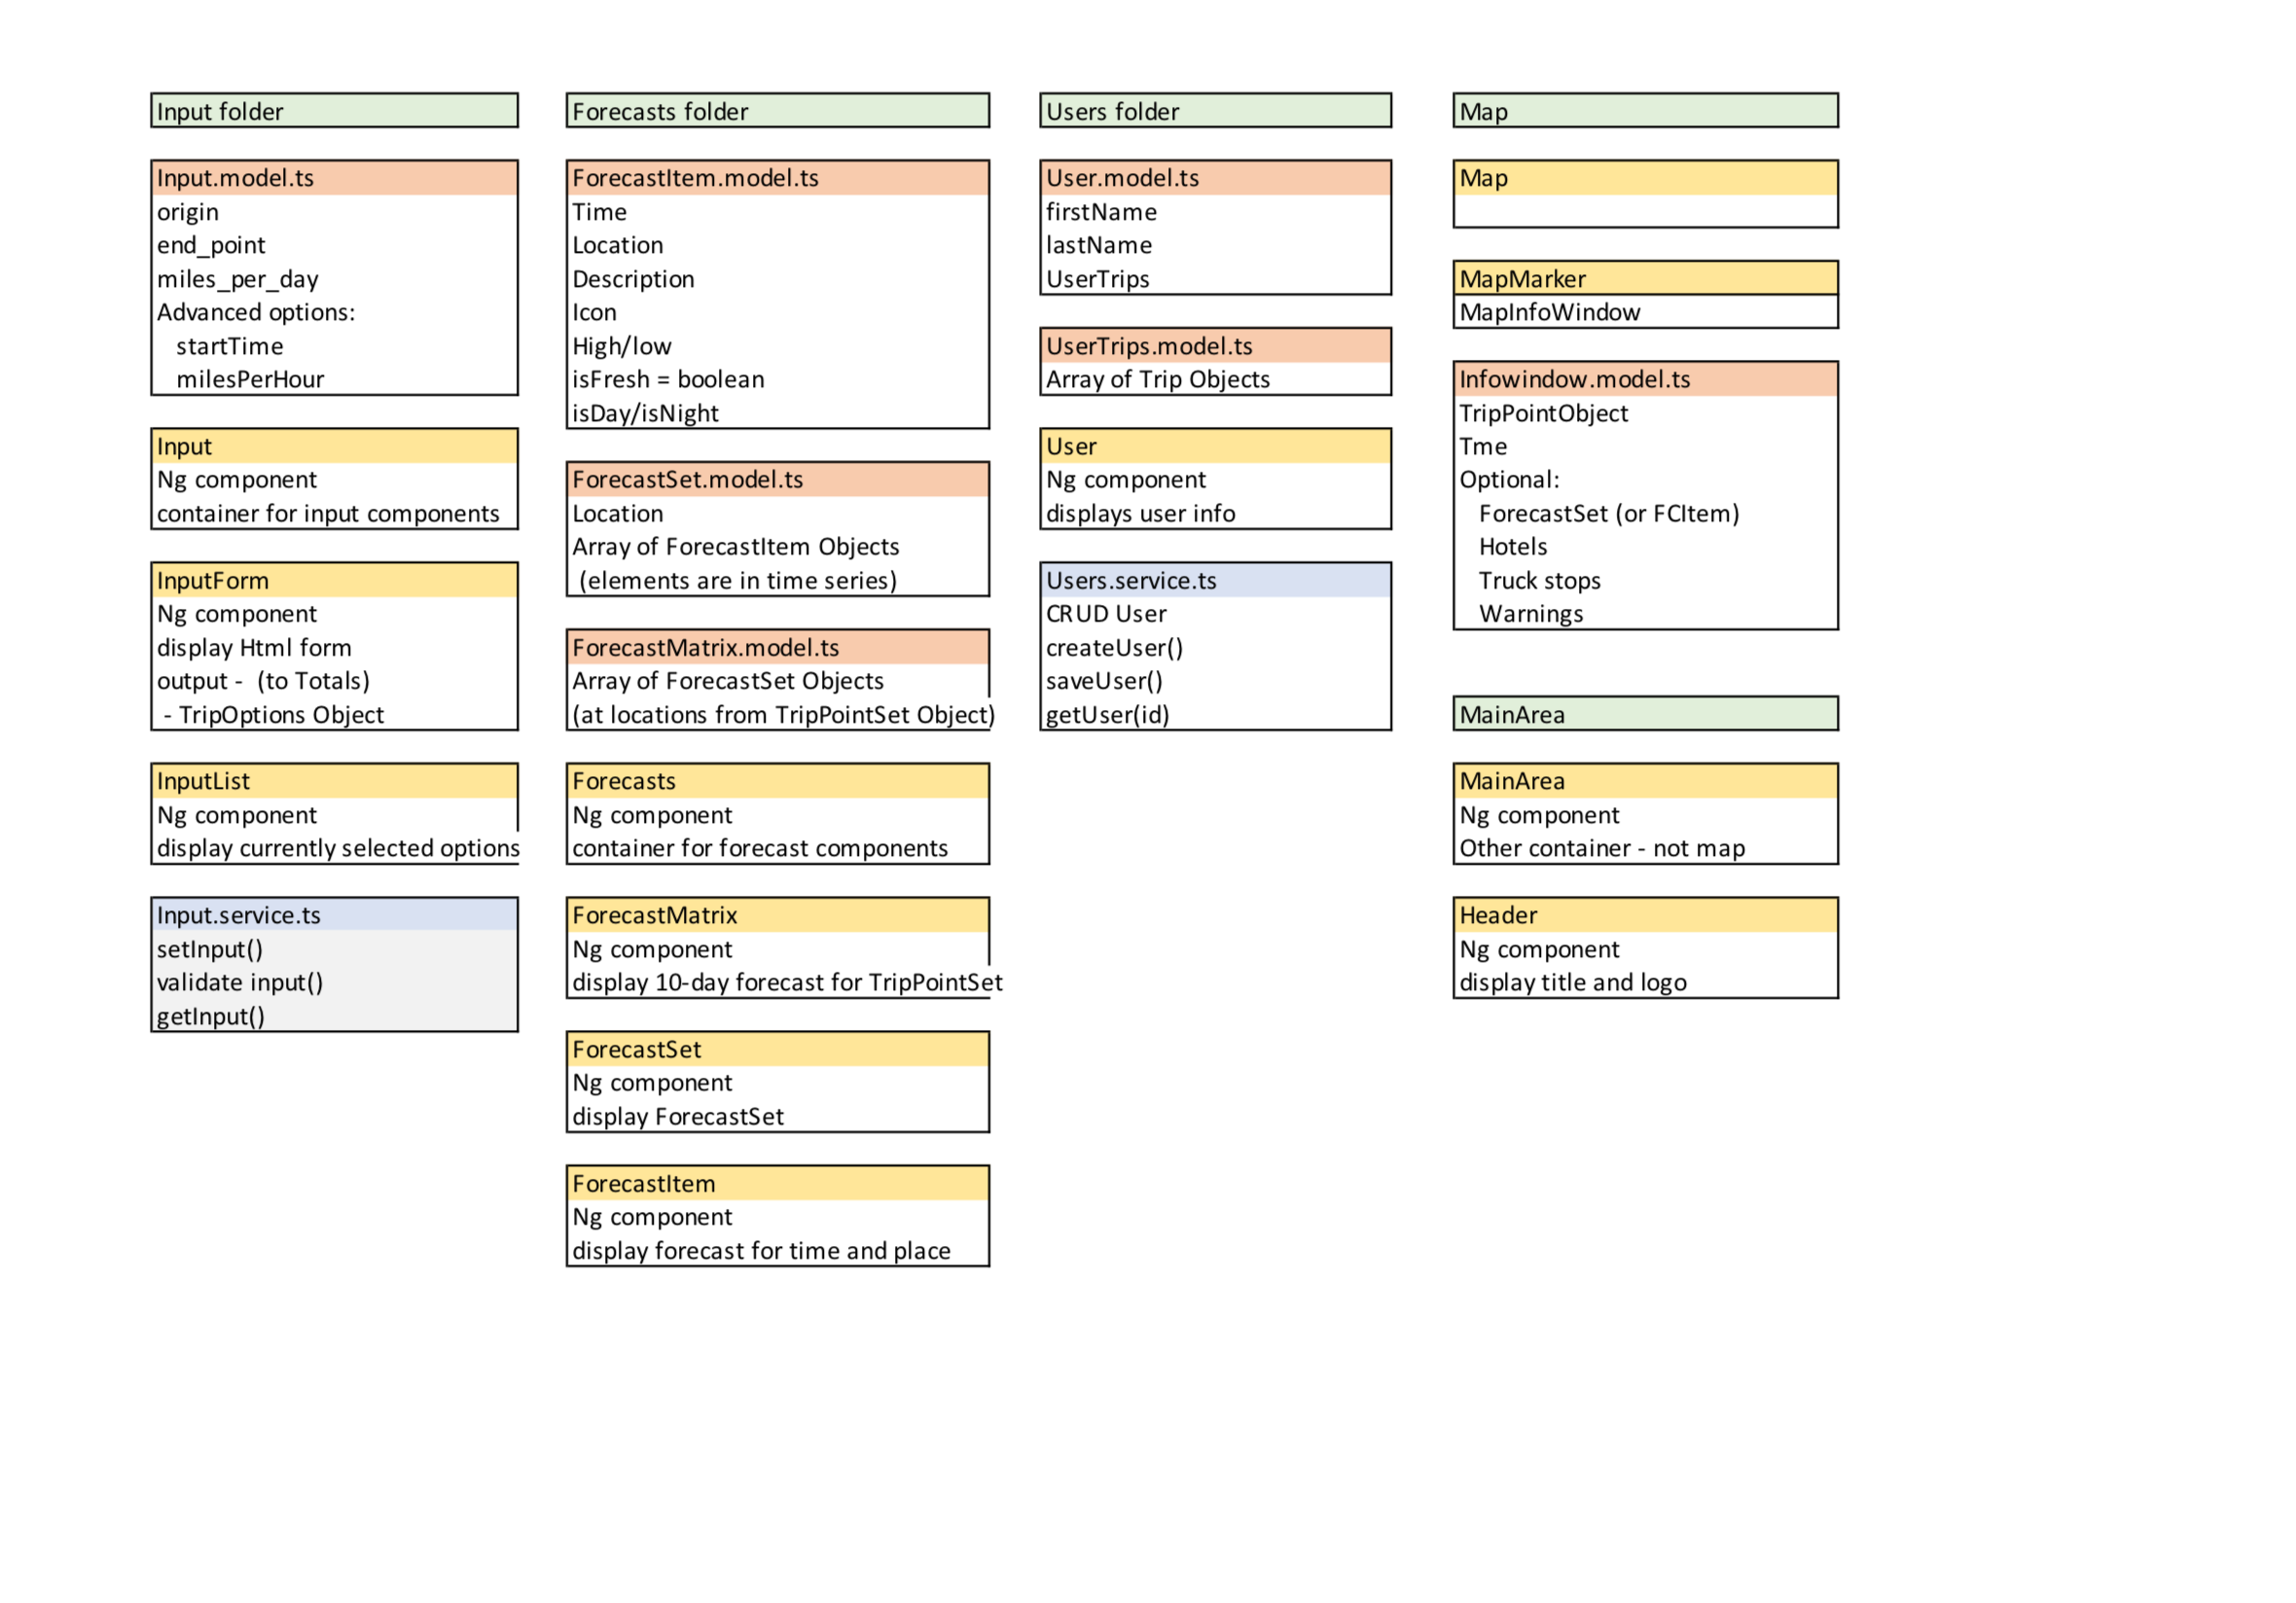 Input folder
Input.model.ts
origin
end_point
miles_per_day
Advanced options:
startTime
milesPerHour
Input
Ng component
container for input components
InputForm
Ng component
display Html form
output -  (to Totals)
- TripOptions Object
InputList
Ng component
display currently selected options
Input.service.ts
setInput()
validate input()
getInput()
Forecasts folder
ForecastItem.model.ts
Time
Location
Description
Icon
High/low
isFresh = boolean
isDay/isNight
ForecastSet.model.ts
Location
Array of ForecastItem Objects
(elements are in time series)
ForecastMatrix.model.ts
Array of ForecastSet Objects
(at locations from TripPointSet Object)
Forecasts
Ng component
container for forecast components
ForecastMatrix
Ng component
display 10-day forecast for TripPointSet
ForecastSet
Ng component
display ForecastSet
ForecastItem
Ng component
display forecast for time and place
Users folder
User.model.ts
firstName
lastName
UserTrips
UserTrips.model.ts
Array of Trip Objects
User
Ng component
displays user info
Users.service.ts
CRUD User
createUser()
saveUser()
getUser(id)
Map
Map
MapMarker
MapInfoWindow
Infowindow.model.ts
TripPointObject
Tme
Optional:
ForecastSet (or FCItem)
Hotels
Truck stops
Warnings
MainArea
MainArea
Ng component
Other container - not map
Header
Ng component
display title and logo